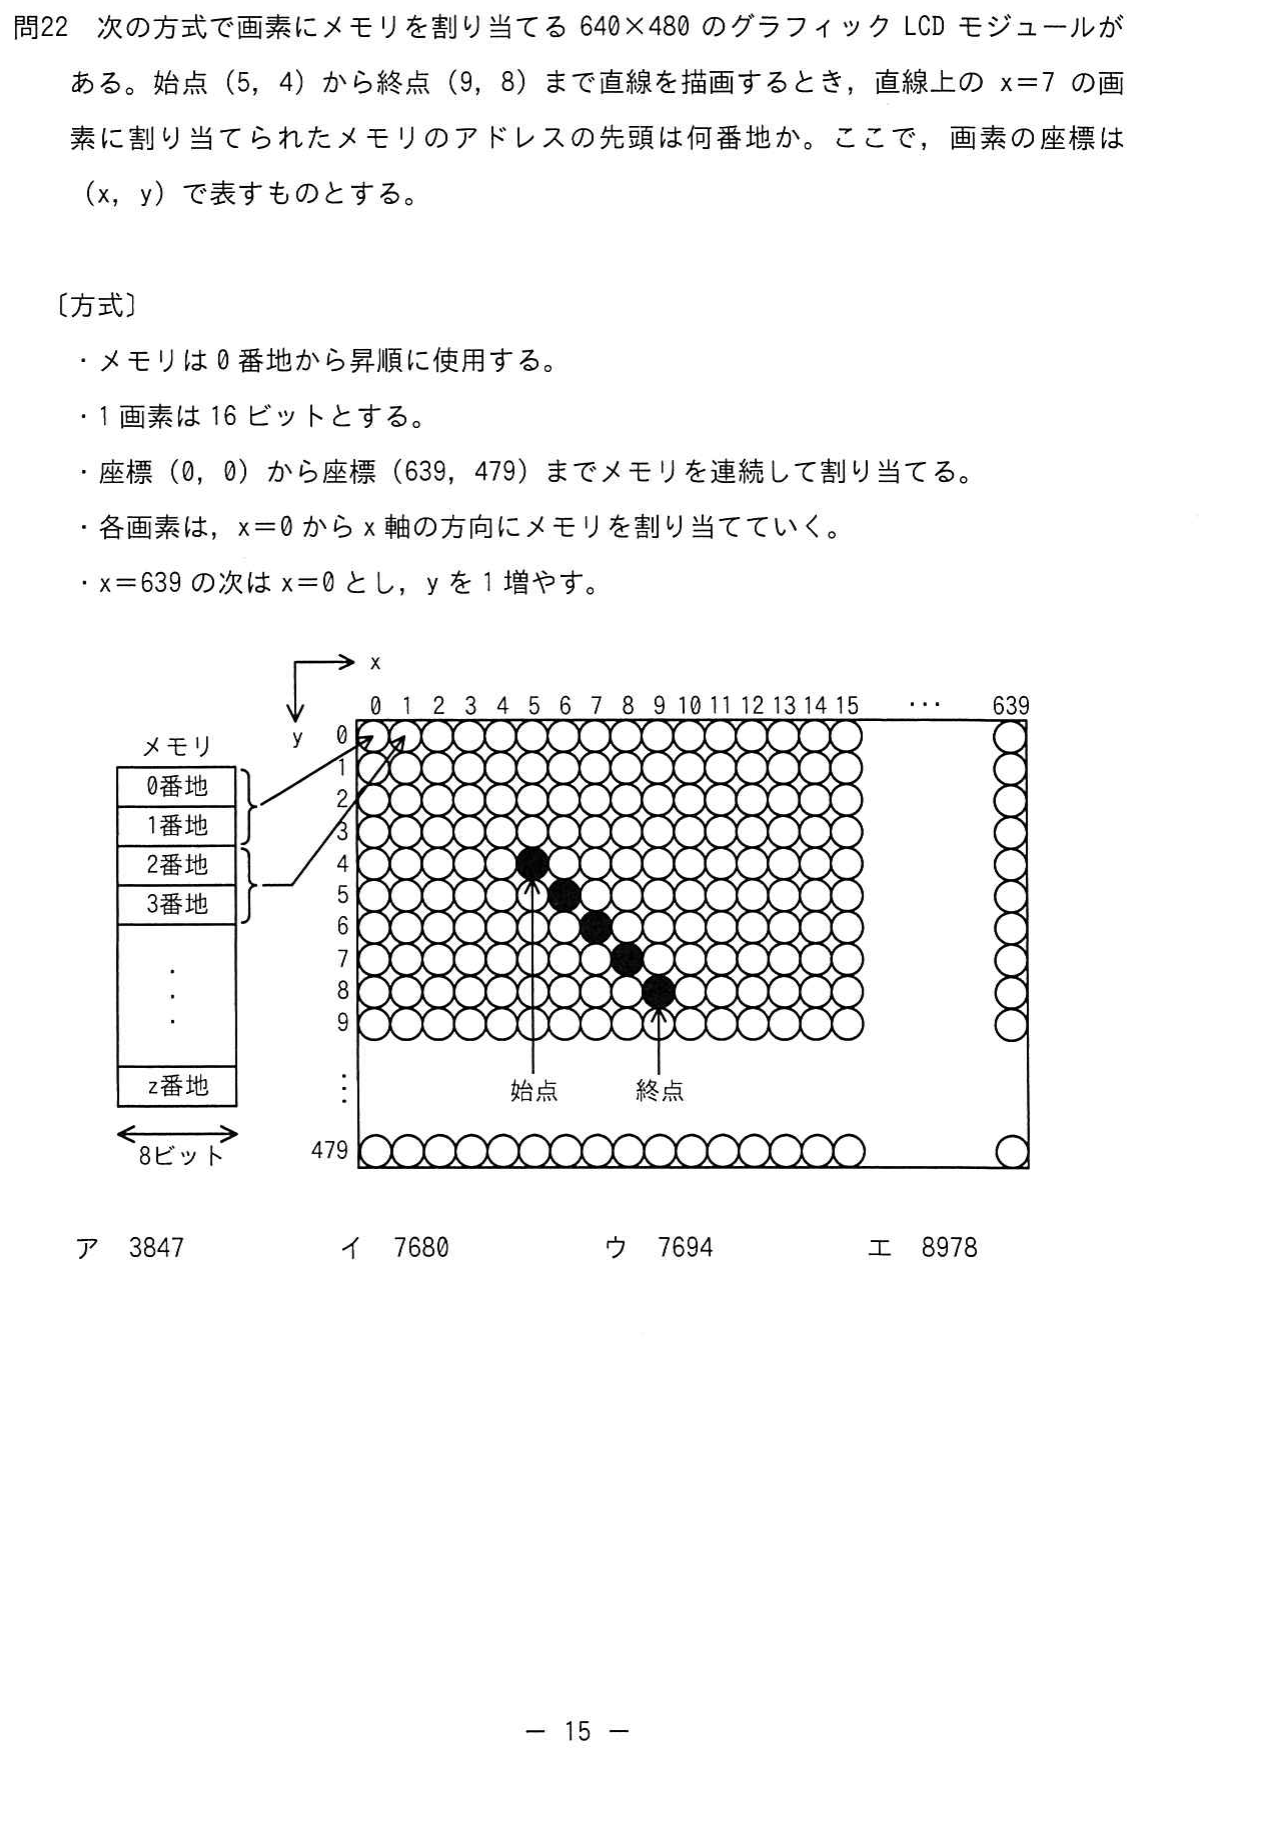 問22 次の方式で画素にメモリを割り当てる 640×480 のグラフィック LCD モジュールが
ある。始点（5, 4）から終点（9, 8）まで直線を描画するとき，直線上の x＝7 の画
素に割り当てられたメモリのアドレスの先頭は何番地か。ここで，画素の座標は
（x, y）で表すものとする。
〔方式〕
・メモリは 0 番地から昇順に使用する。
・1 画素は 16 ビットとする。
・座標（0, 0）から座標（639, 479）までメモリを連続して割り当てる。
・各画素は，x＝0 から x 軸の方向にメモリを割り当てていく。
・x＝639 の次は x＝0 とし，y を 1 増やす。
x
y
0 1 2 3 4 5 6 7 8 9 10 11 12 13 14 15 … 639
0
1
2
3
4
5
6
7
8
9
⋮
479
メモリ
0番地
1番地
2番地
3番地
・
・
・
z番地
8ビット
始点
終点
ア 3847 イ 7680 ウ 7694 エ 8978
－ 15 －